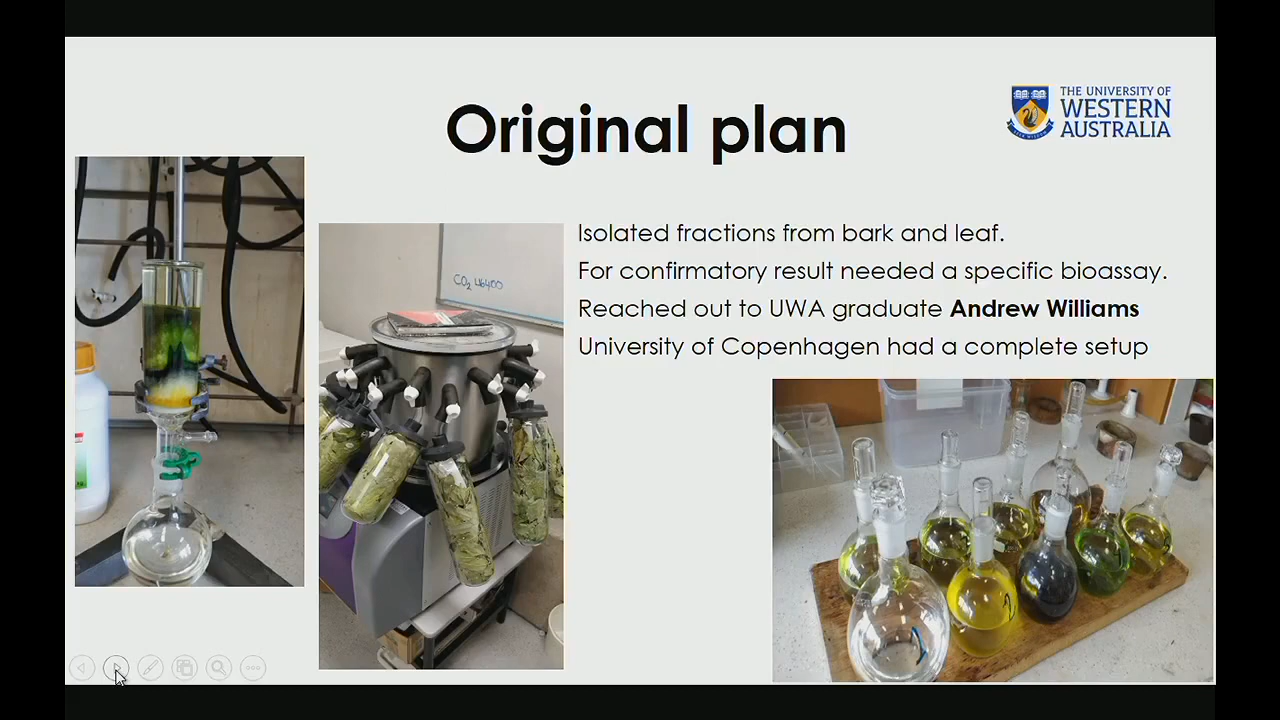 Original plan
THE UNIVERSITY OF
WESTERN
AUSTRALIA
Isolated fractions from bark and leaf.
For confirmatory result needed a specific bioassay.
Reached out to UWA graduate Andrew Williams
University of Copenhagen had a complete setup
CO2
2